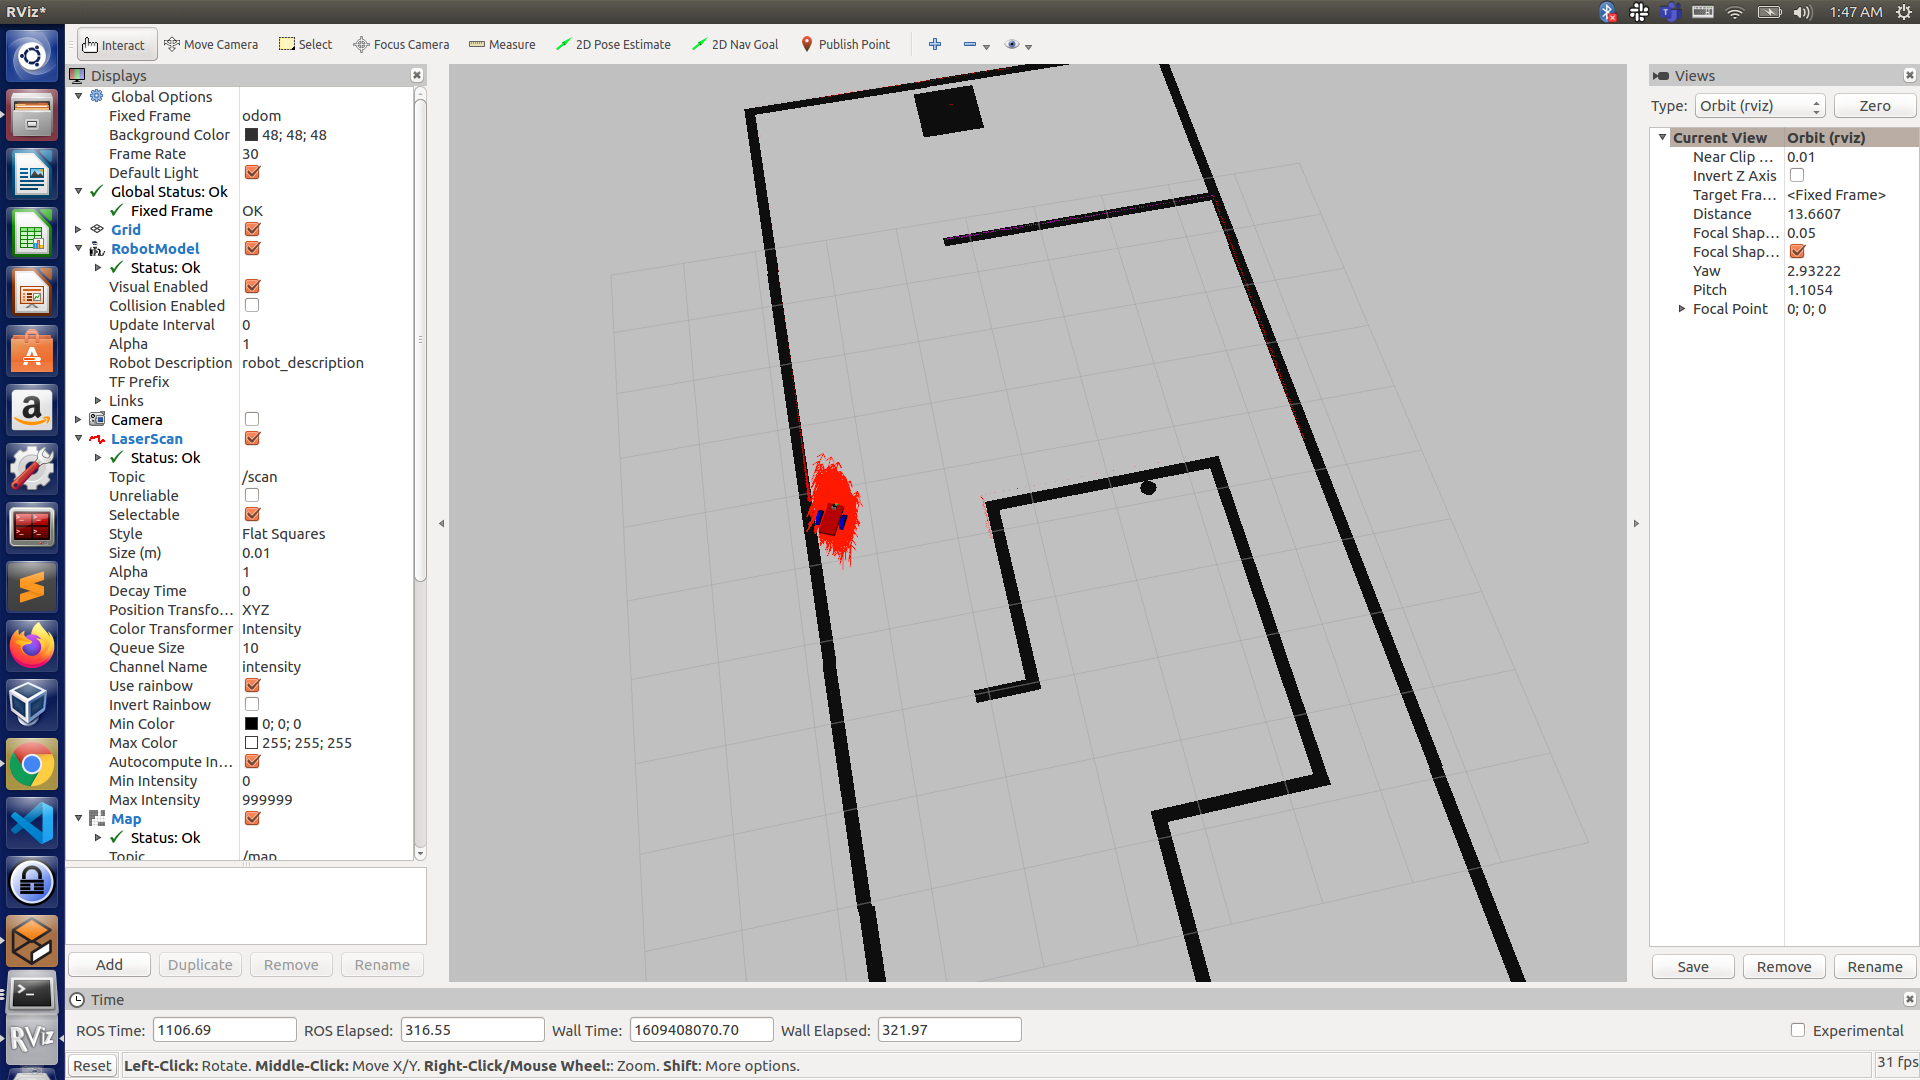 RViz*
1:47 AM
Interact
Move Camera
Select
Focus Camera
Measure
2D Pose Estimate
2D Nav Goal
Publish Point
Displays
Global Options
Fixed Frame odom
Background Color 48; 48; 48
Frame Rate 30
Default Light
Global Status: Ok
Fixed Frame OK
Grid
RobotModel
Status: Ok
Visual Enabled
Collision Enabled
Update Interval 0
Alpha 1
Robot Description robot_description
TF Prefix
Links
Camera
LaserScan
Status: Ok
Topic /scan
Unreliable
Selectable
Style Flat Squares
Size (m) 0.01
Alpha 1
Decay Time 0
Position Transfo... XYZ
Color Transformer Intensity
Queue Size 10
Channel Name intensity
Use rainbow
Invert Rainbow
Min Color 0; 0; 0
Max Color 255; 255; 255
Autocompute In...
Min Intensity 0
Max Intensity 999999
Map
Status: Ok
Topic /map
Add Duplicate Remove Rename
Views
Type: Orbit (rviz) Zero
Current View Orbit (rviz)
Near Clip ... 0.01
Invert Z Axis
Target Fra... <Fixed Frame>
Distance 13.6607
Focal Shap... 0.05
Focal Shap...
Yaw 2.93222
Pitch 1.1054
Focal Point 0; 0; 0
Save Remove Rename
Time
ROS Time: 1106.69 ROS Elapsed: 316.55 Wall Time: 1609408070.70 Wall Elapsed: 321.97 Experimental
Reset Left-Click: Rotate. Middle-Click: Move X/Y. Right-Click/Mouse Wheel:: Zoom. Shift: More options. 31 fps
RViz